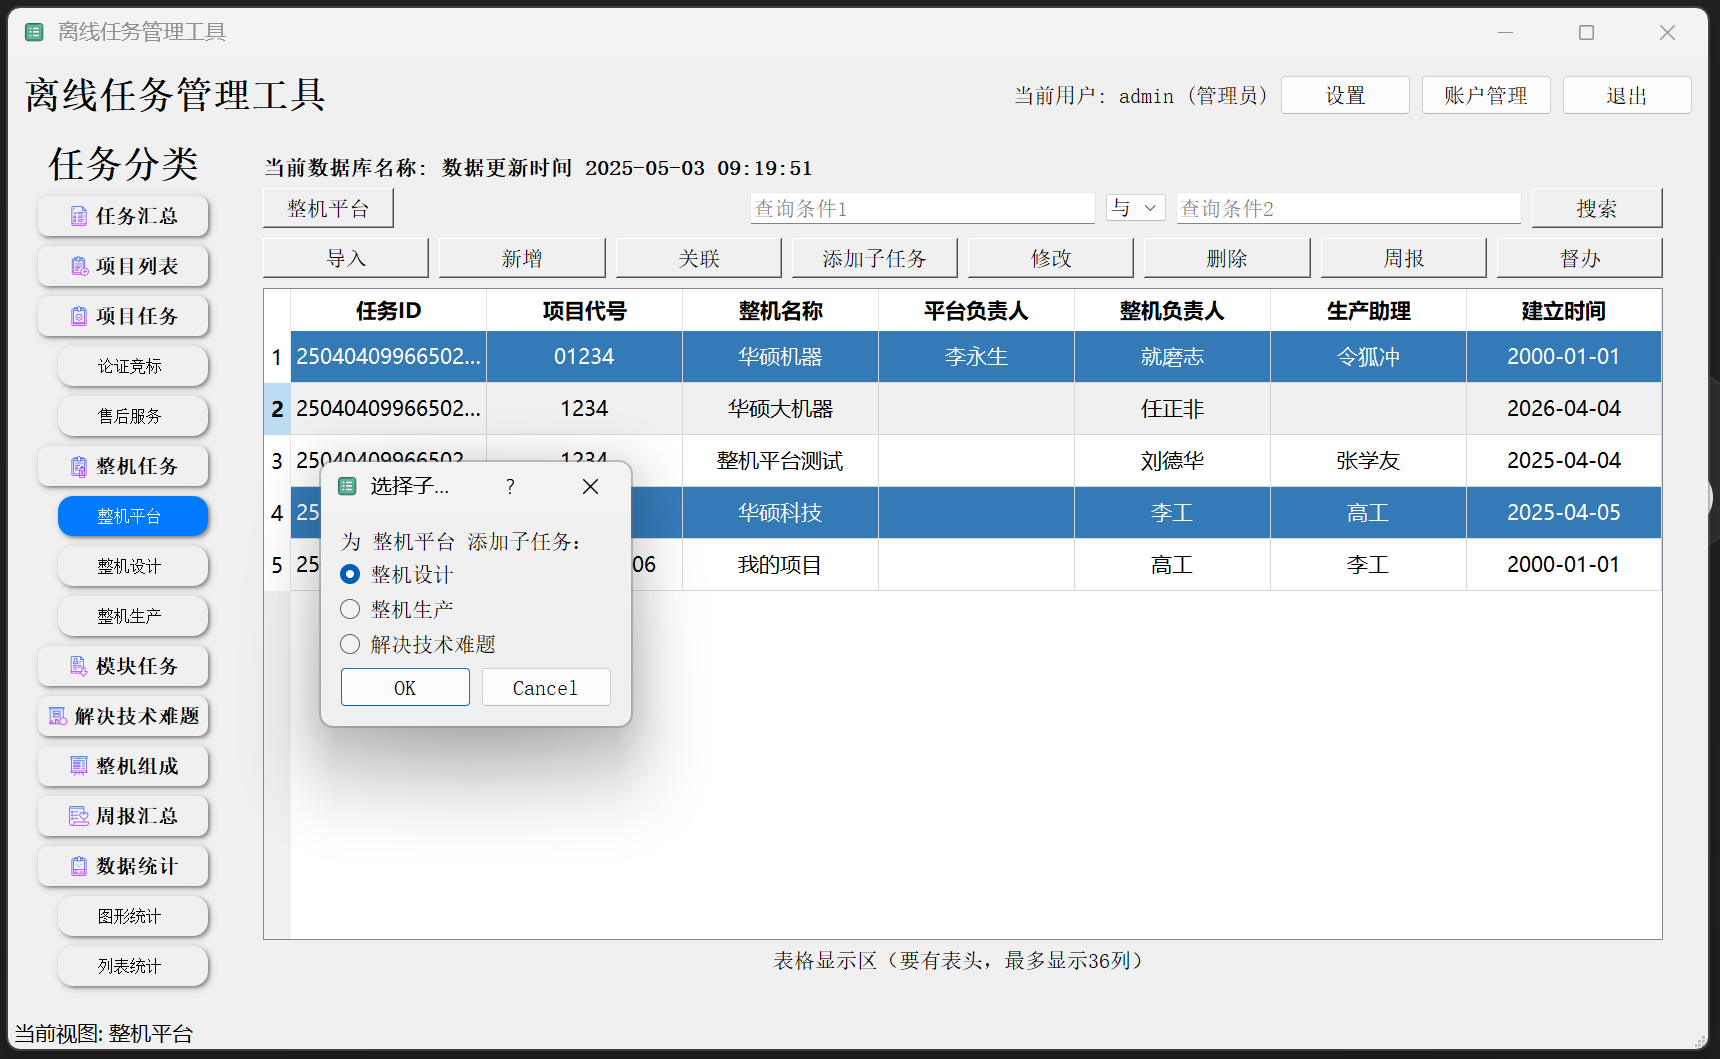 离线任务管理工具
离线任务管理工具
当前用户: admin (管理员)
设置
账户管理
退出
任务分类
任务汇总
项目列表
项目任务
论证竞标
售后服务
整机任务
整机平台
整机设计
整机生产
模块任务
解决技术难题
整机组成
周报汇总
数据统计
图形统计
列表统计
当前数据库名称: 数据更新时间 2025-05-03 09:19:51
整机平台 查询条件1 与 查询条件2 搜索
导入 新增 关联 添加子任务 修改 删除 周报 督办
任务ID 项目代号 整机名称 平台负责人 整机负责人 生产助理 建立时间
1 25040409966502... 01234 华硕机器 李永生 就磨志 令狐冲 2000-01-01
2 25040409966502... 1234 华硕大机器 任正非 2026-04-04
3 25040409966502... 1234 整机平台测试 刘德华 张学友 2025-04-04
4 25 华硕科技 李工 高工 2025-04-05
5 25 06 我的项目 高工 李工 2000-01-01
选择子... ?
为 整机平台 添加子任务:
整机设计
整机生产
解决技术难题
OK Cancel
表格显示区（要有表头，最多显示36列）
当前视图: 整机平台